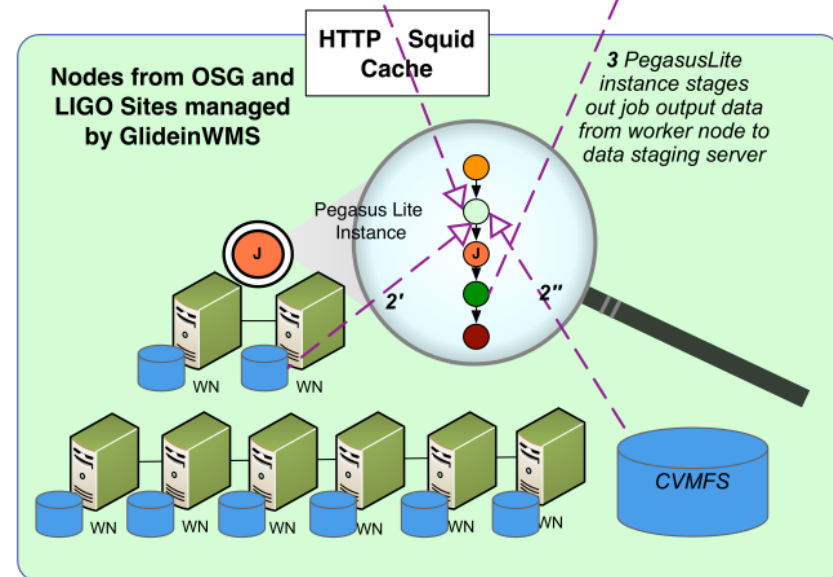 HTTP Squid
Cache
Nodes from OSG and
LIGO Sites managed
by GlideinWMS
3 PegasusLite
instance stages
out job output data
from worker node to
data staging server
Pegasus Lite
Instance
J
J
2'
2''
WN
WN
CVMFS
WN
WN
WN
WN
WN
WN